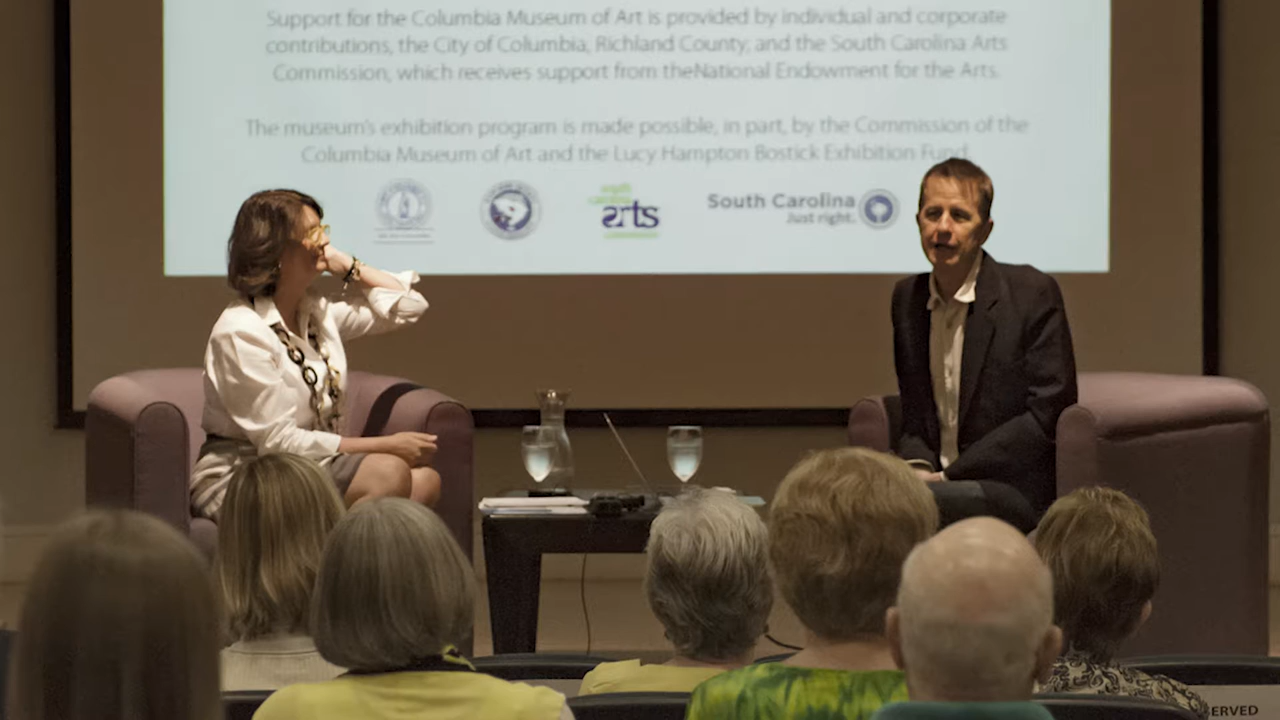 Support for the Columbia Museum of Art is provided by individual and corporate
contributions, the City of Columbia, Richland County, and the South Carolina Arts
Commission, which receives support from theNational Endowment for the Arts.
The museum's exhibition program is made possible, in part, by the Commission of the
Columbia Museum of Art and the Lucy Hampton Bostick Exhibition Fund.
south
carolina
arts
South Carolina
Just right.
ERVED